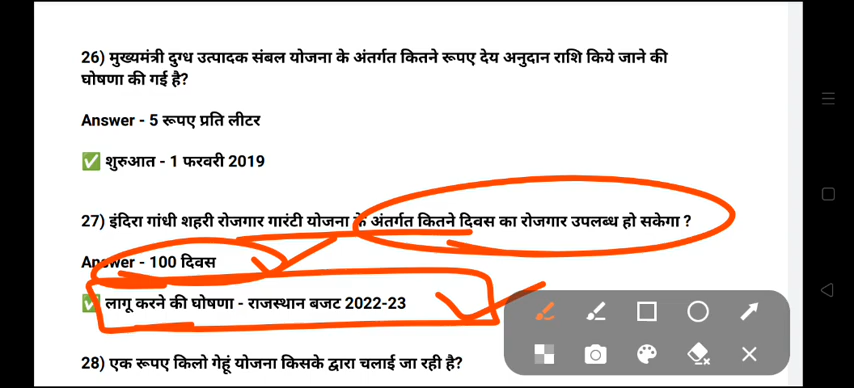 26) मुख्यमंत्री दुग्ध उत्पादक संबल योजना के अंतर्गत कितने रूपए देय अनुदान राशि किये जाने की
घोषणा की गई है?
Answer - 5 रूपए प्रति लीटर
✅ शुरुआत - 1 फरवरी 2019
27) इंदिरा गांधी शहरी रोजगार गारंटी योजना के अंतर्गत कितने दिवस का रोजगार उपलब्ध हो सकेगा ?
Answer - 100 दिवस
✅ लागू करने की घोषणा - राजस्थान बजट 2022-23
28) एक रूपए किलो गेहूं योजना किसके द्वारा चलाई जा रही है?